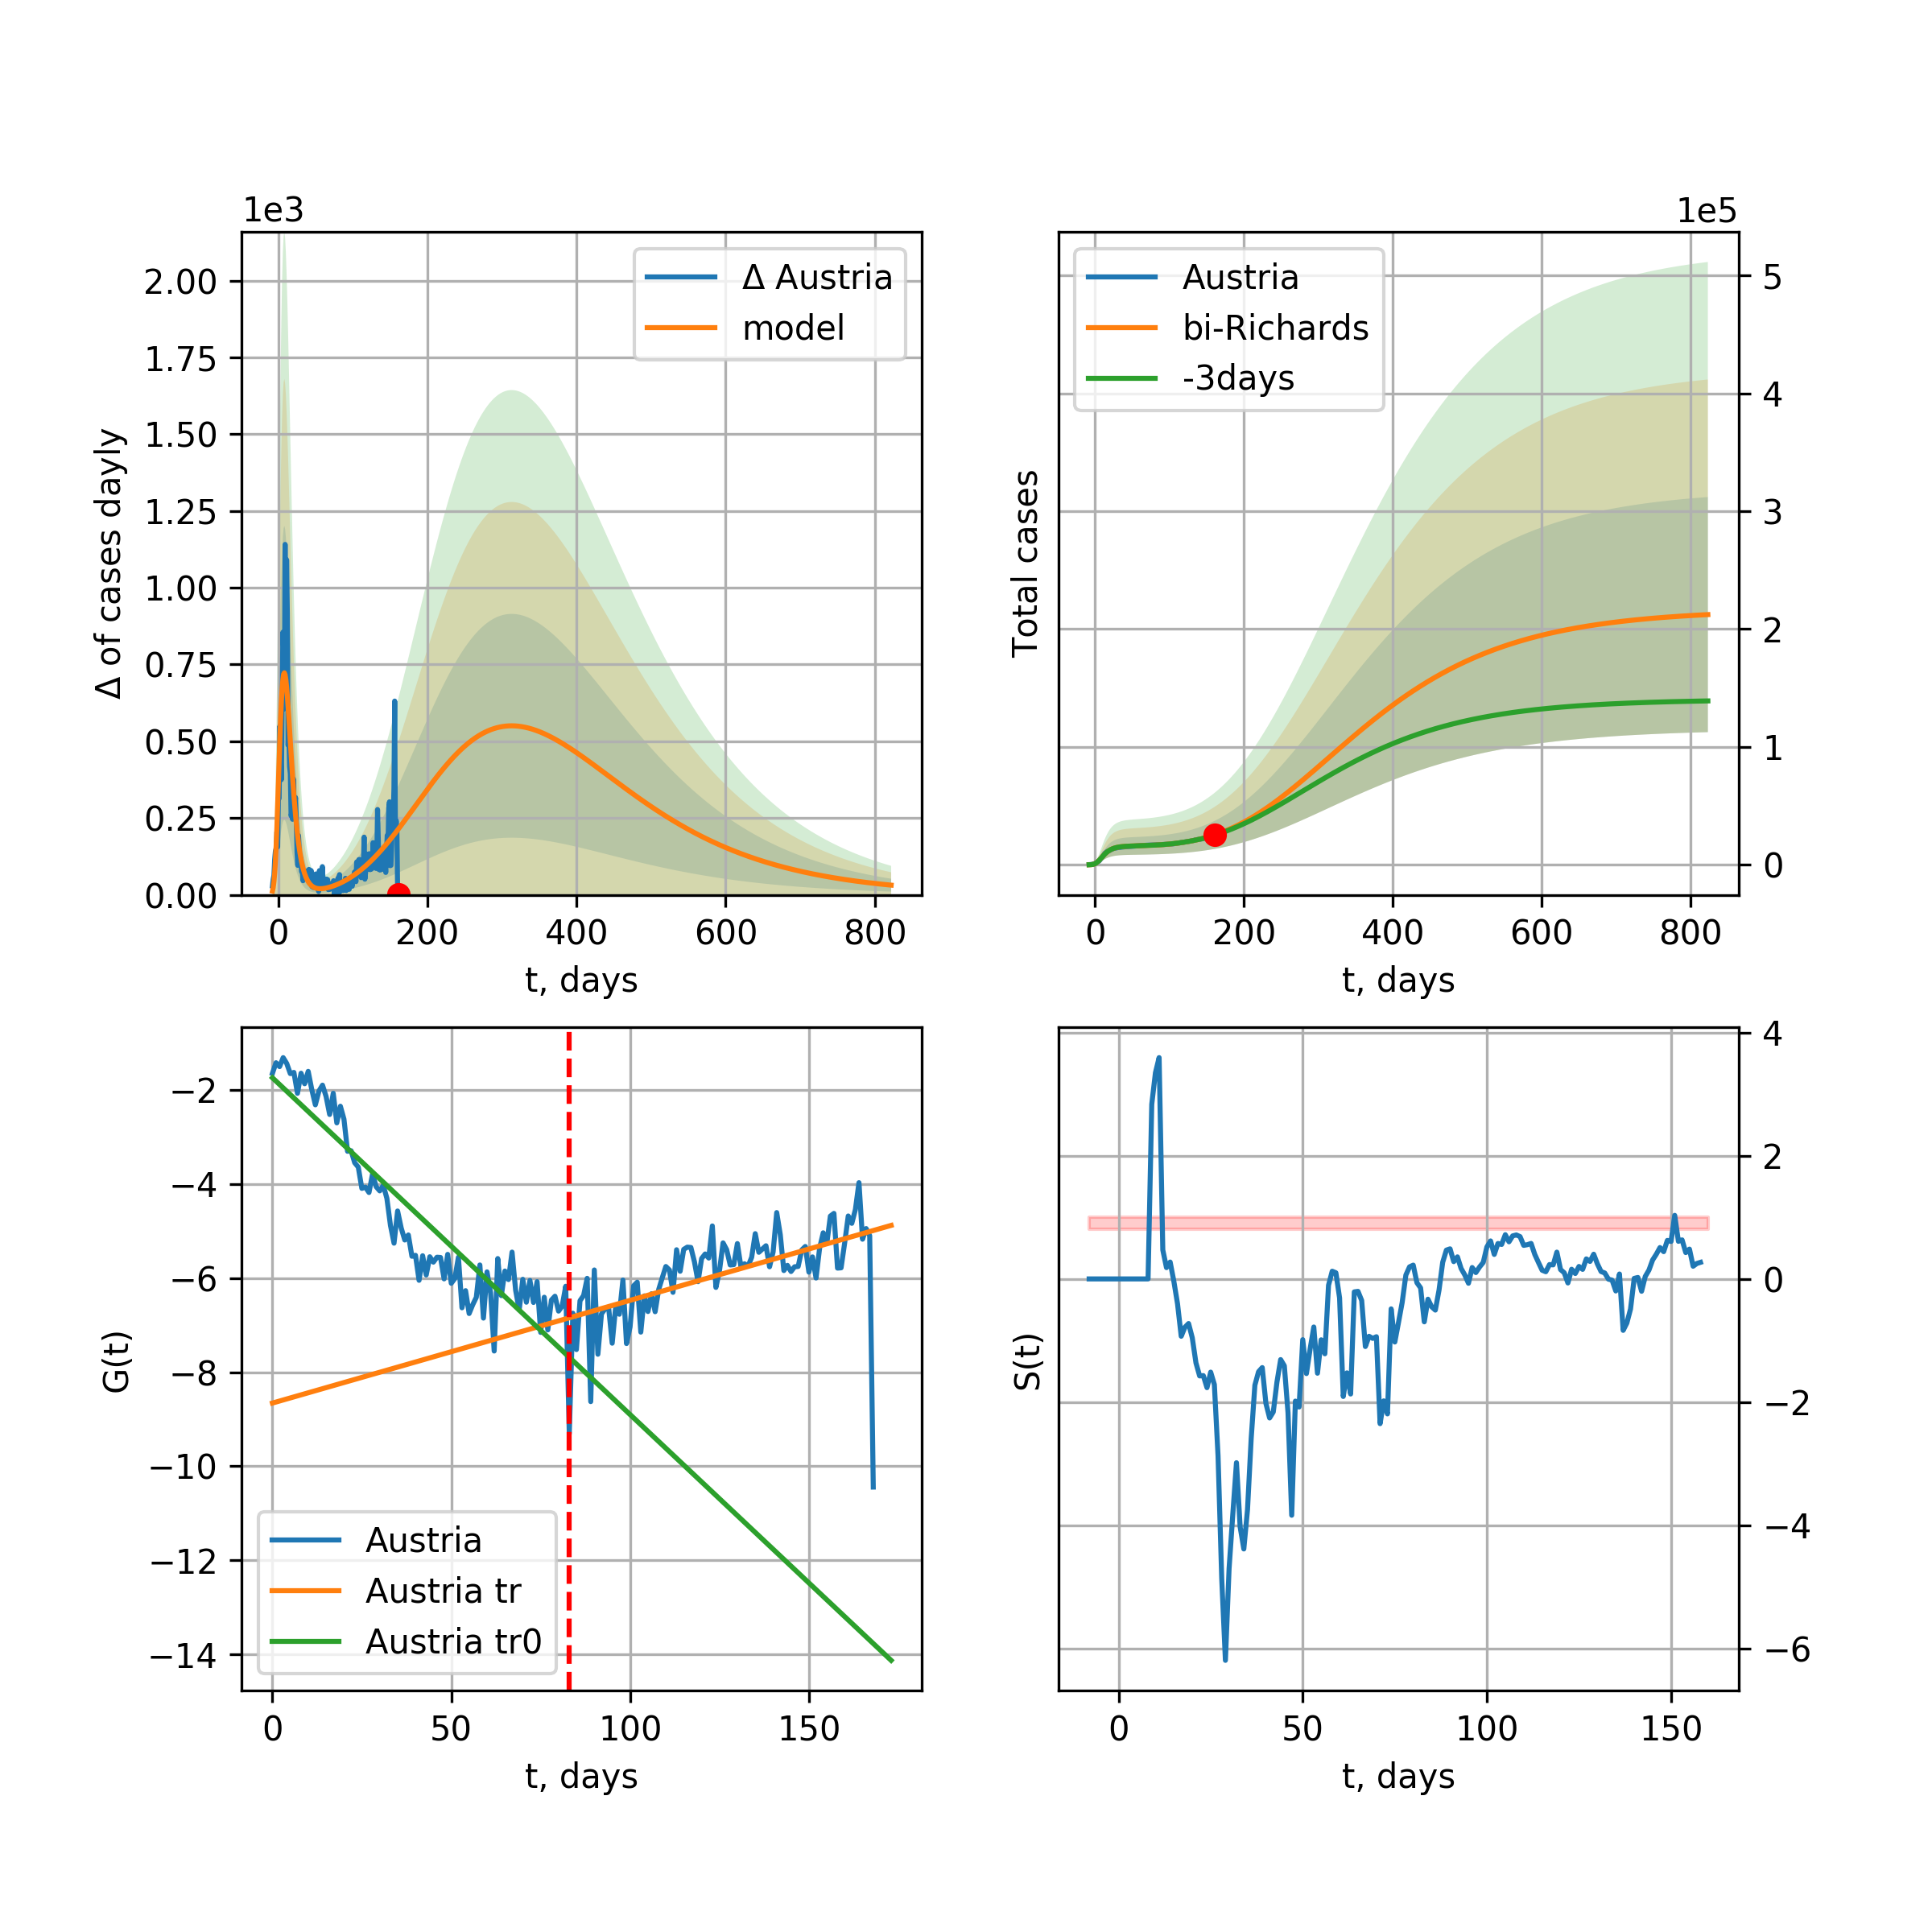 1e3
Δ of cases dayly
2.00
1.75
1.50
1.25
1.00
0.75
0.50
0.25
0.00
Δ Austria
model
0 200 400 600 800
t, days
1e5
Total cases
Austria
bi-Richards
-3days
5
4
3
2
1
0
0 200 400 600 800
t, days
G(t)
−2
−4
−6
−8
−10
−12
−14
Austria
Austria tr
Austria tr0
0 50 100 150
t, days
S(t)
4
2
0
−2
−4
−6
0 50 100 150
t, days